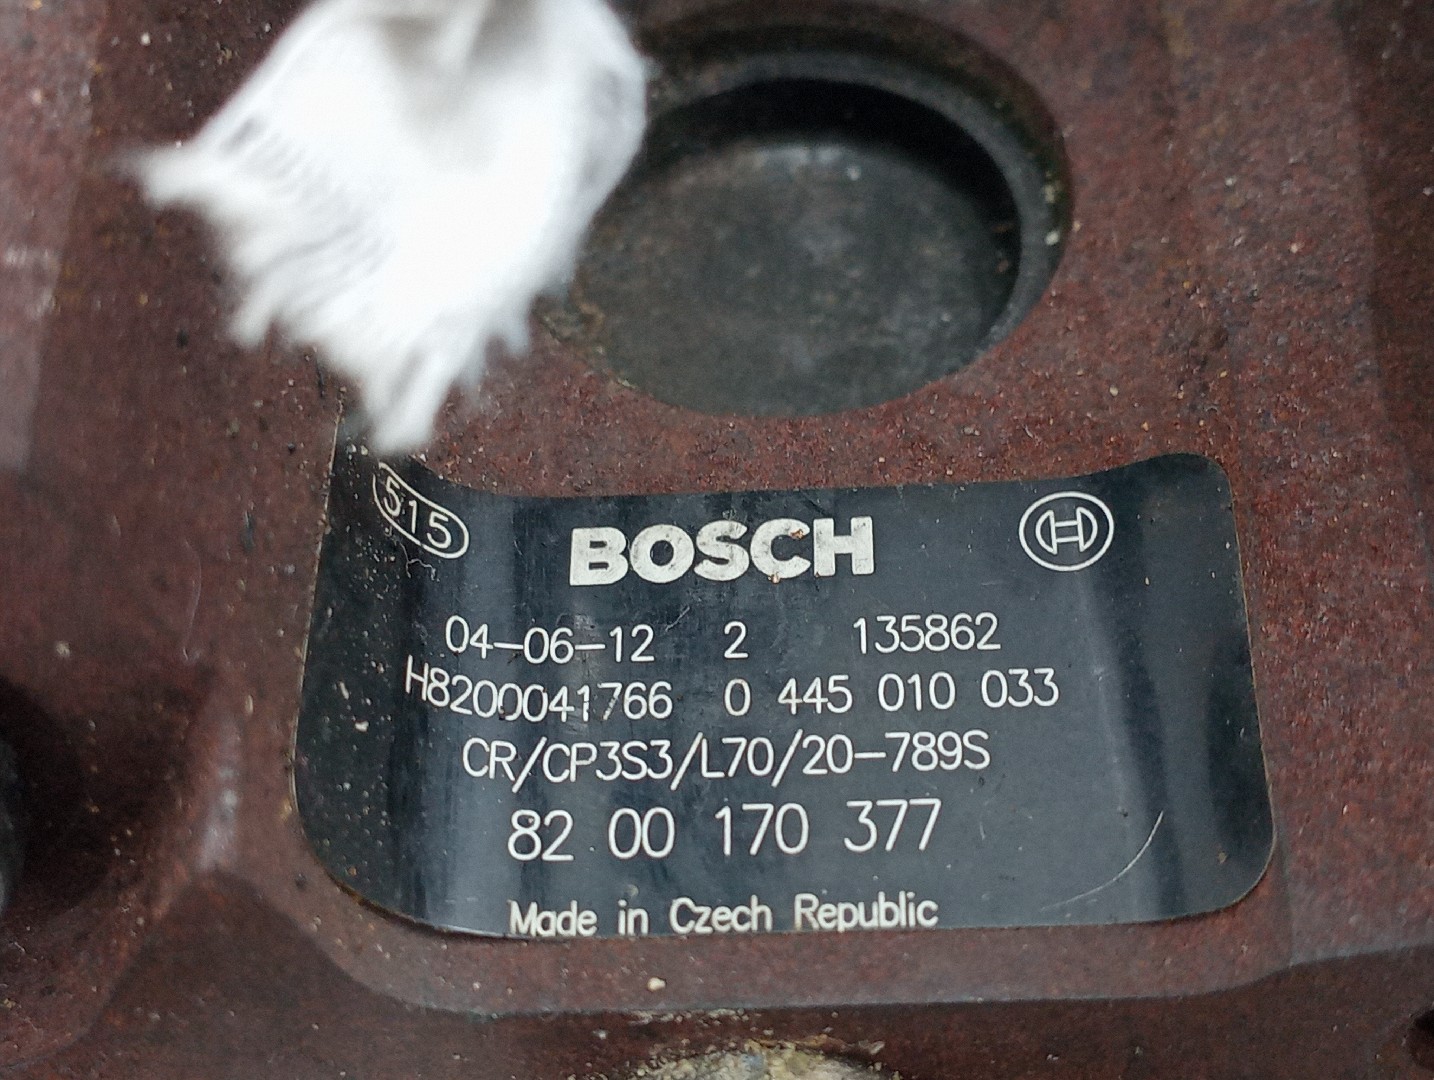 515
BOSCH
04-06-12 2 135862
H8200041766 0 445 010 033
CR/CP3S3/L70/20-789S
82 00 170 377
Made in Czech Republic